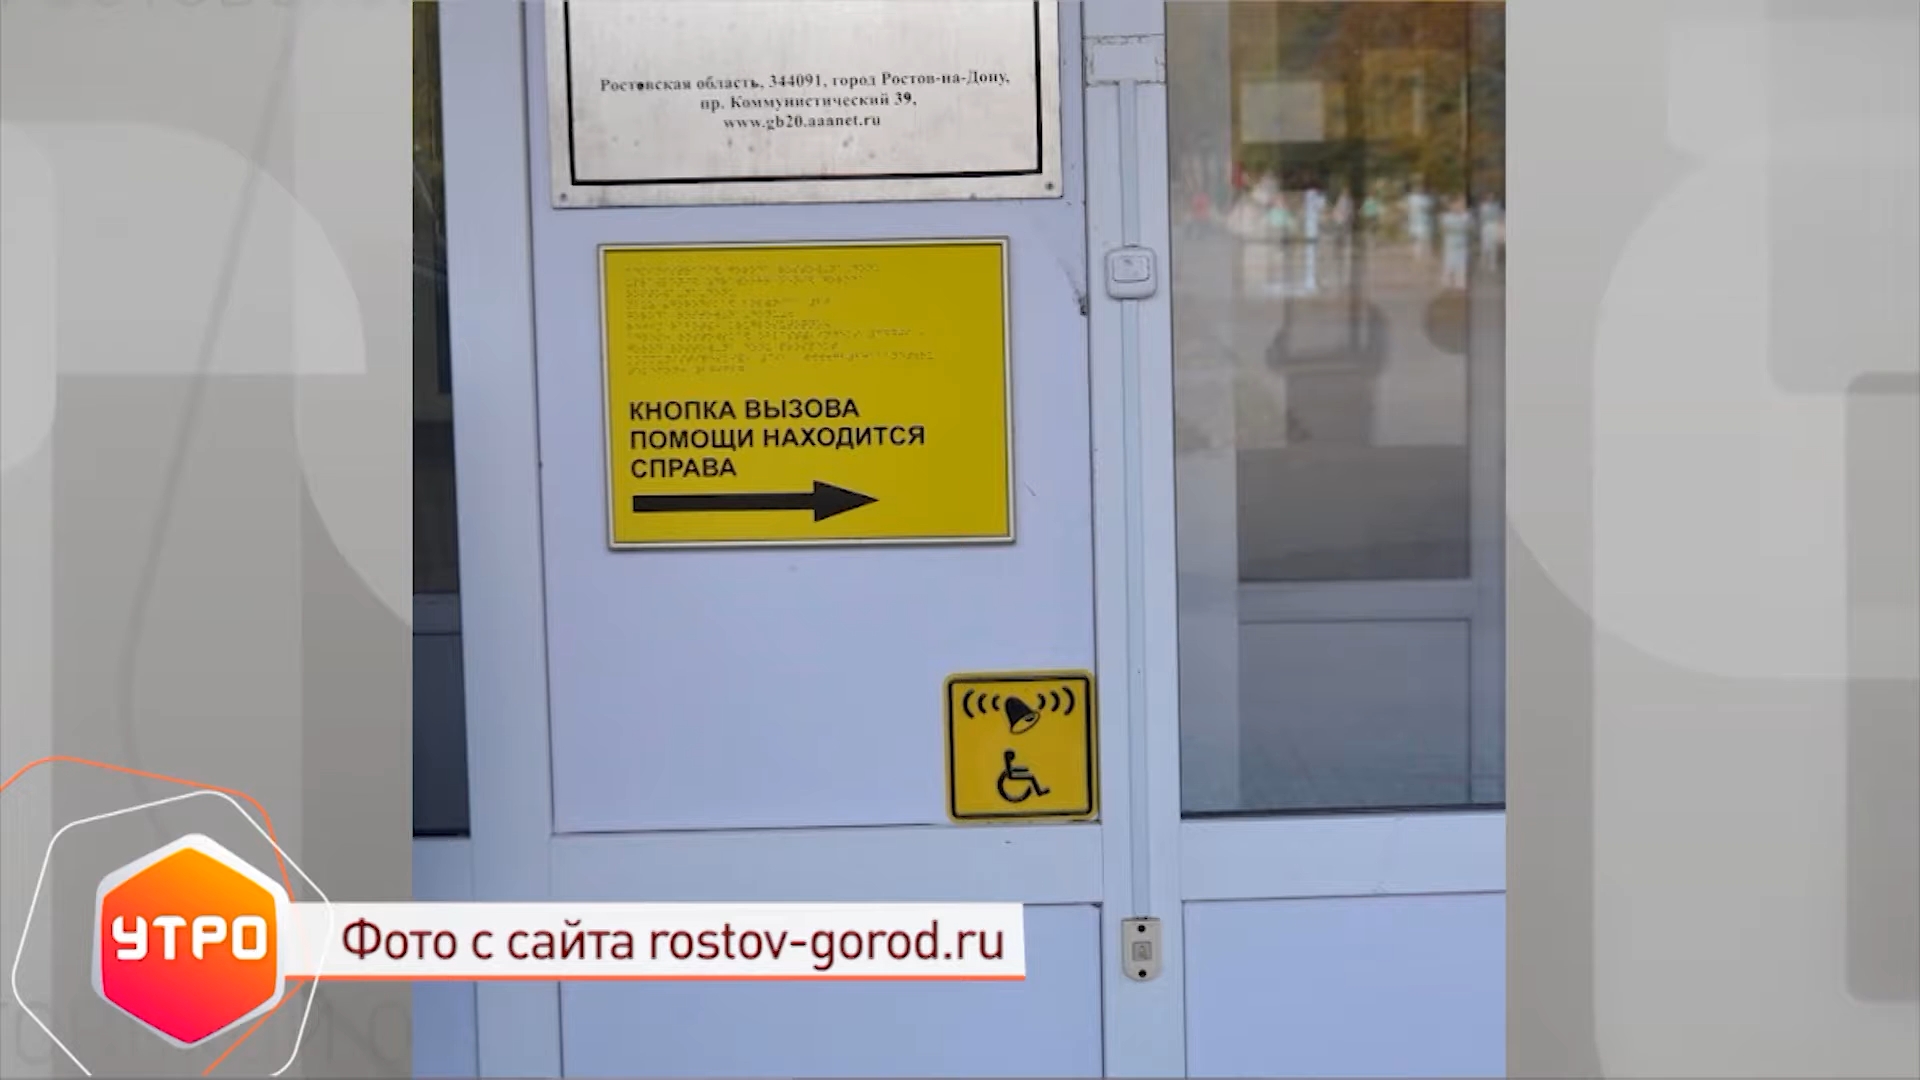 Ростовская область, 344091, город Ростов-на-Дону,
пр. Коммунистический 39,
www.gb20.aaanet.ru
КНОПКА ВЫЗОВА
ПОМОЩИ НАХОДИТСЯ
СПРАВА
УТРО
Фото с сайта rostov-gorod.ru